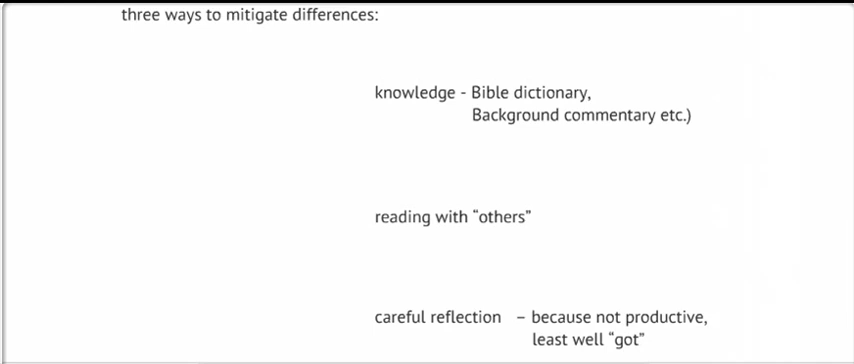 three ways to mitigate differences:
knowledge - Bible dictionary,
Background commentary etc.)
reading with “others”
careful reflection – because not productive,
least well “got”